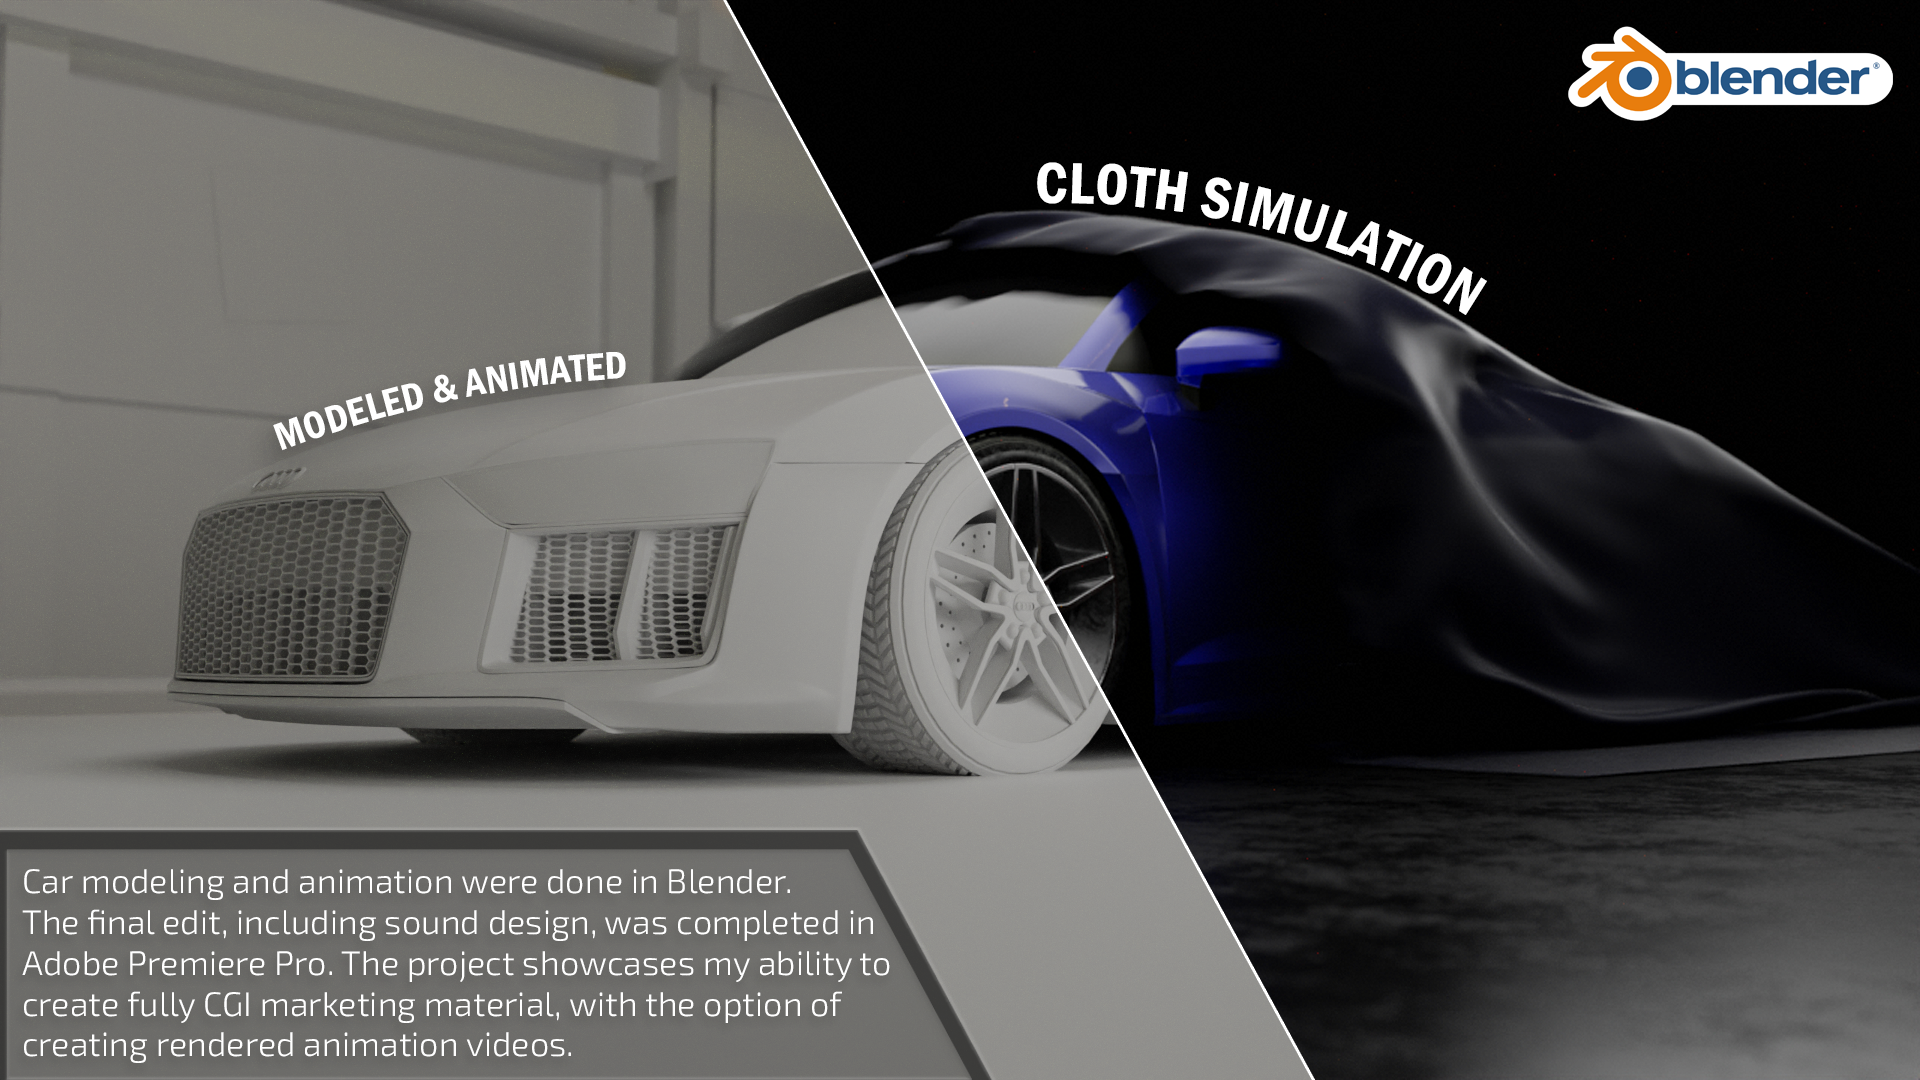 blender®
CLOTH SIMULATION
MODELED & ANIMATED
Car modeling and animation were done in Blender.
The final edit, including sound design, was completed in
Adobe Premiere Pro. The project showcases my ability to
create fully CGI marketing material, with the option of
creating rendered animation videos.